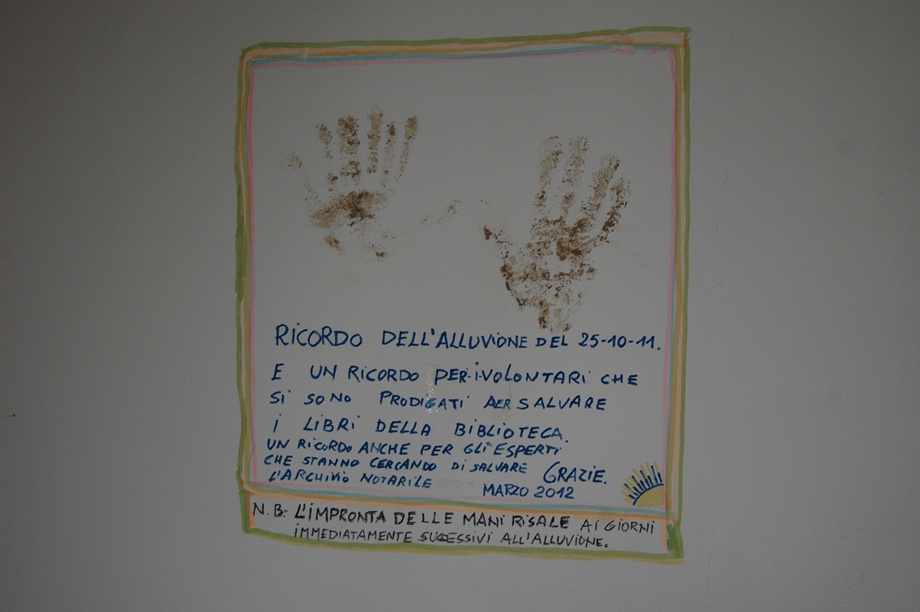 RICORDO DELL'ALLUVIONE DEL 25-10-11.
E UN RICORDO PER I VOLONTARI CHE
SI SONO PRODIGATI PER SALVARE
I LIBRI DELLA BIBLIOTECA.
UN RICORDO ANCHE PER GLI ESPERTI
CHE STANNO CERCANDO DI SALVARE
L'ARCHIVIO NOTARILE GRAZIE.
MARZO 2012
N.B: L'IMPRONTA DELLE MANI RISALE AI GIORNI
IMMEDIATAMENTE SUCCESSIVI ALL'ALLUVIONE.